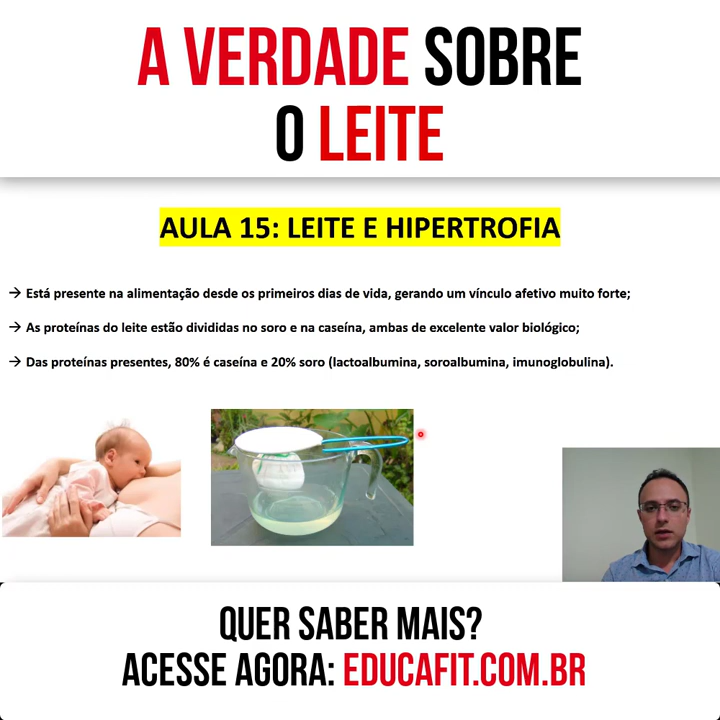 A VERDADE SOBRE
O LEITE
AULA 15: LEITE E HIPERTROFIA
→ Está presente na alimentação desde os primeiros dias de vida, gerando um vínculo afetivo muito forte;
→ As proteínas do leite estão divididas no soro e na caseína, ambas de excelente valor biológico;
→ Das proteínas presentes, 80% é caseína e 20% soro (lactoalbumina, soroalbumina, imunoglobulina).
QUER SABER MAIS?
ACESSE AGORA: EDUCAFIT.COM.BR